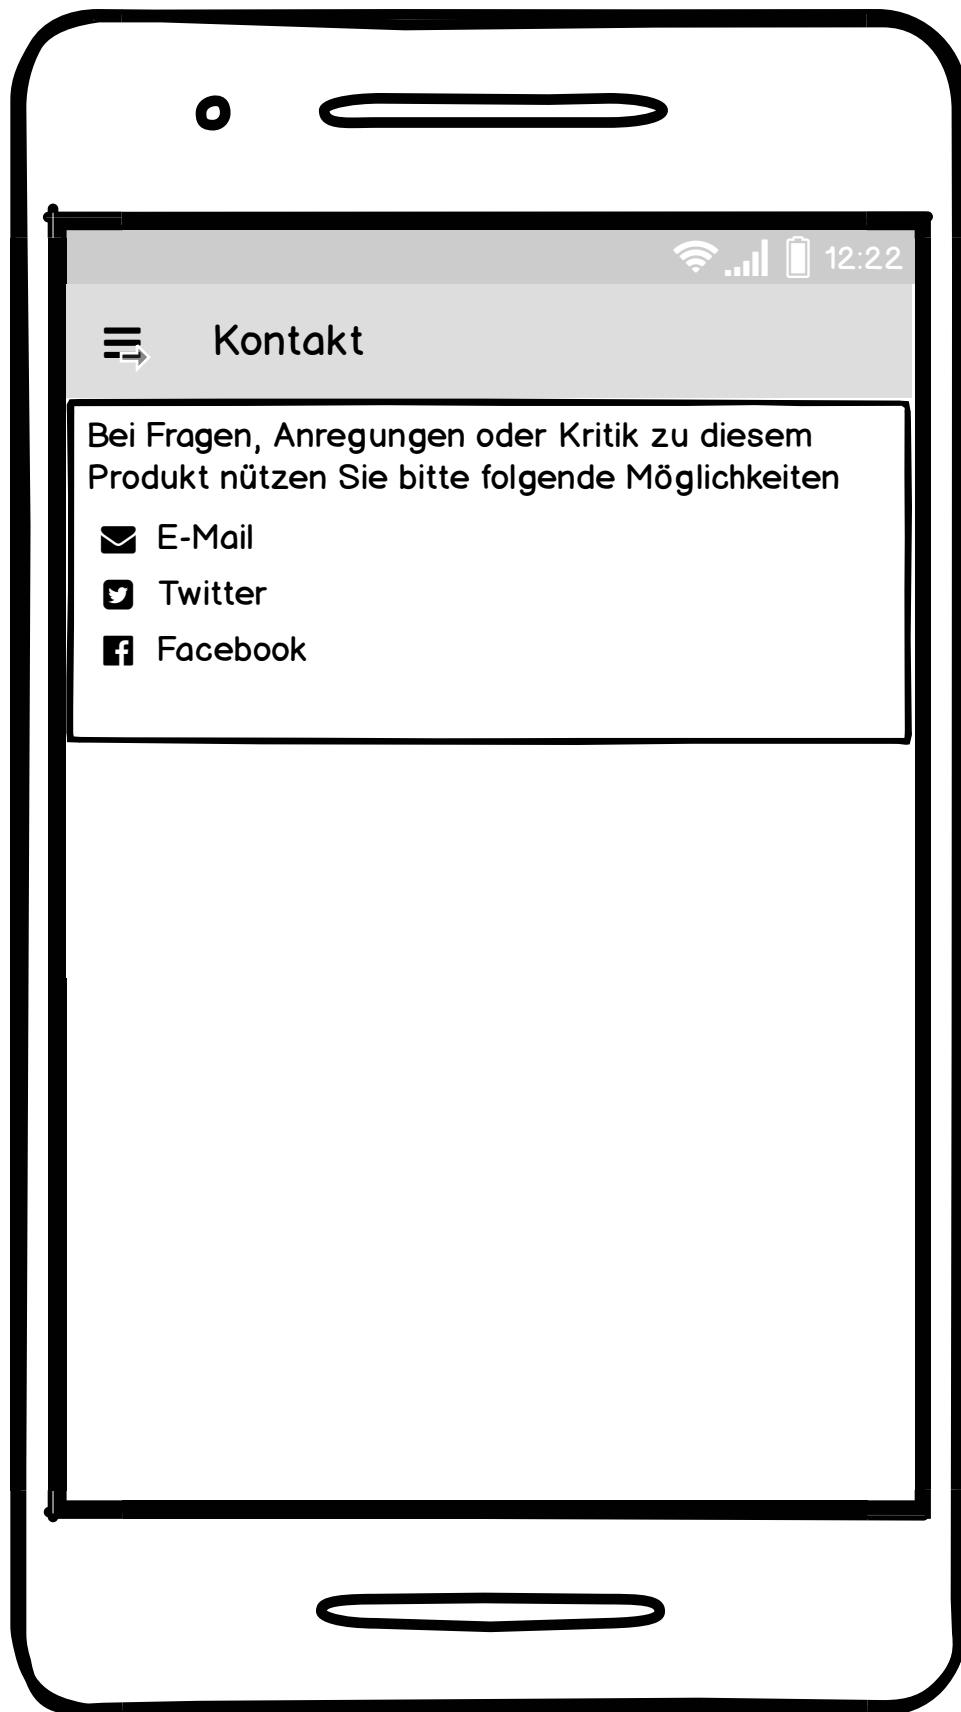 12:22
Kontakt
Bei Fragen, Anregungen oder Kritik zu diesem
Produkt nützen Sie bitte folgende Möglichkeiten
E-Mail
Twitter
Facebook